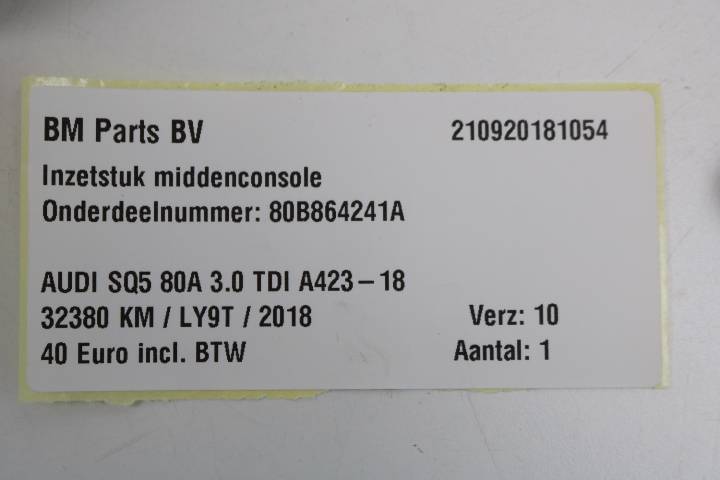 BM Parts BV 210920181054
Inzetstuk middenconsole
Onderdeelnummer: 80B864241A
AUDI SQ5 80A 3.0 TDI A423-18
32380 KM / LY9T / 2018 Verz: 10
40 Euro incl. BTW Aantal: 1